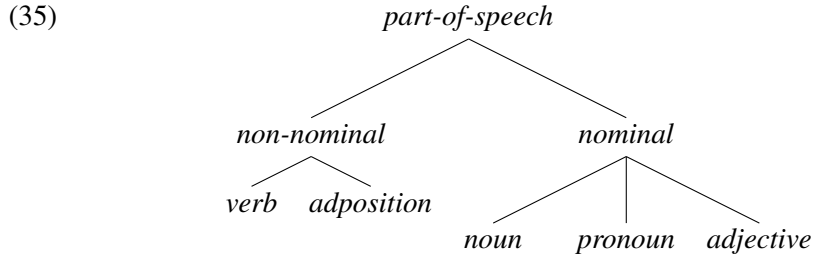 (35) part-of-speech
non-nominal nominal
verb adposition
noun pronoun adjective